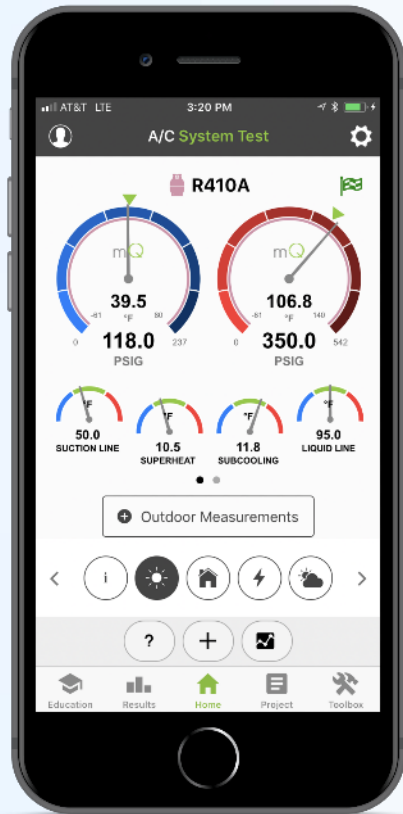 AT&T LTE 3:20 PM
A/C System Test
R410A
mQ mQ
39.5 106.8
-61 °F 80 -61 °F 140
0 118.0 237 0 350.0 542
PSIG PSIG
°F °F °F °F
50.0 10.5 11.8 95.0
SUCTION LINE SUPERHEAT SUBCOOLING LIQUID LINE
Outdoor Measurements
i
?
Education Results Home Project Toolbox